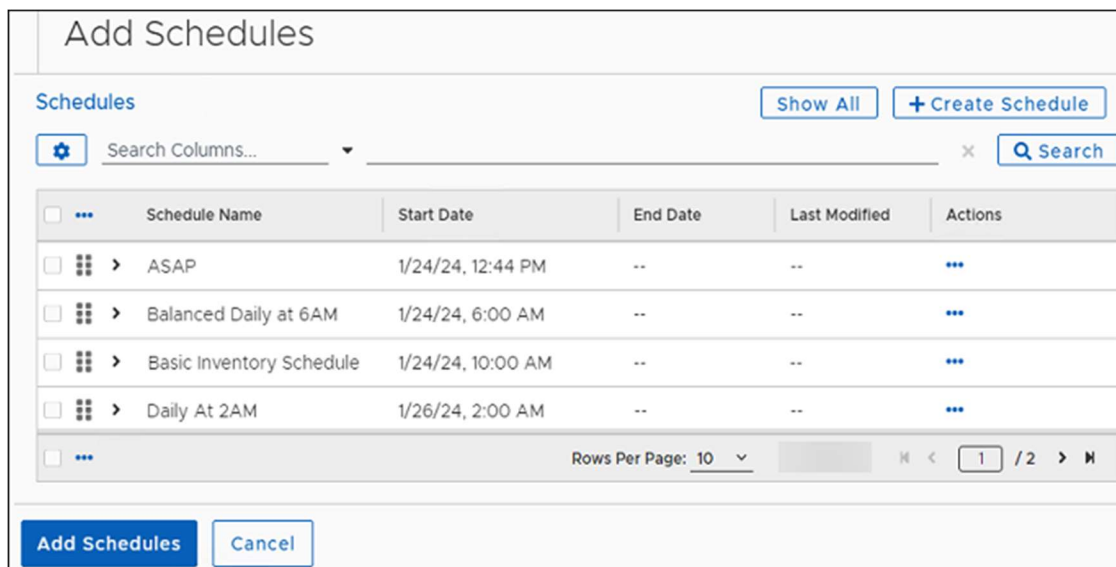 Add Schedules
Schedules Show All + Create Schedule
Search Columns... Search
Schedule Name Start Date End Date Last Modified Actions
ASAP 1/24/24, 12:44 PM -- --
Balanced Daily at 6AM 1/24/24, 6:00 AM -- --
Basic Inventory Schedule 1/24/24, 10:00 AM -- --
Daily At 2AM 1/26/24, 2:00 AM -- --
Rows Per Page: 10 1 / 2
Add Schedules Cancel